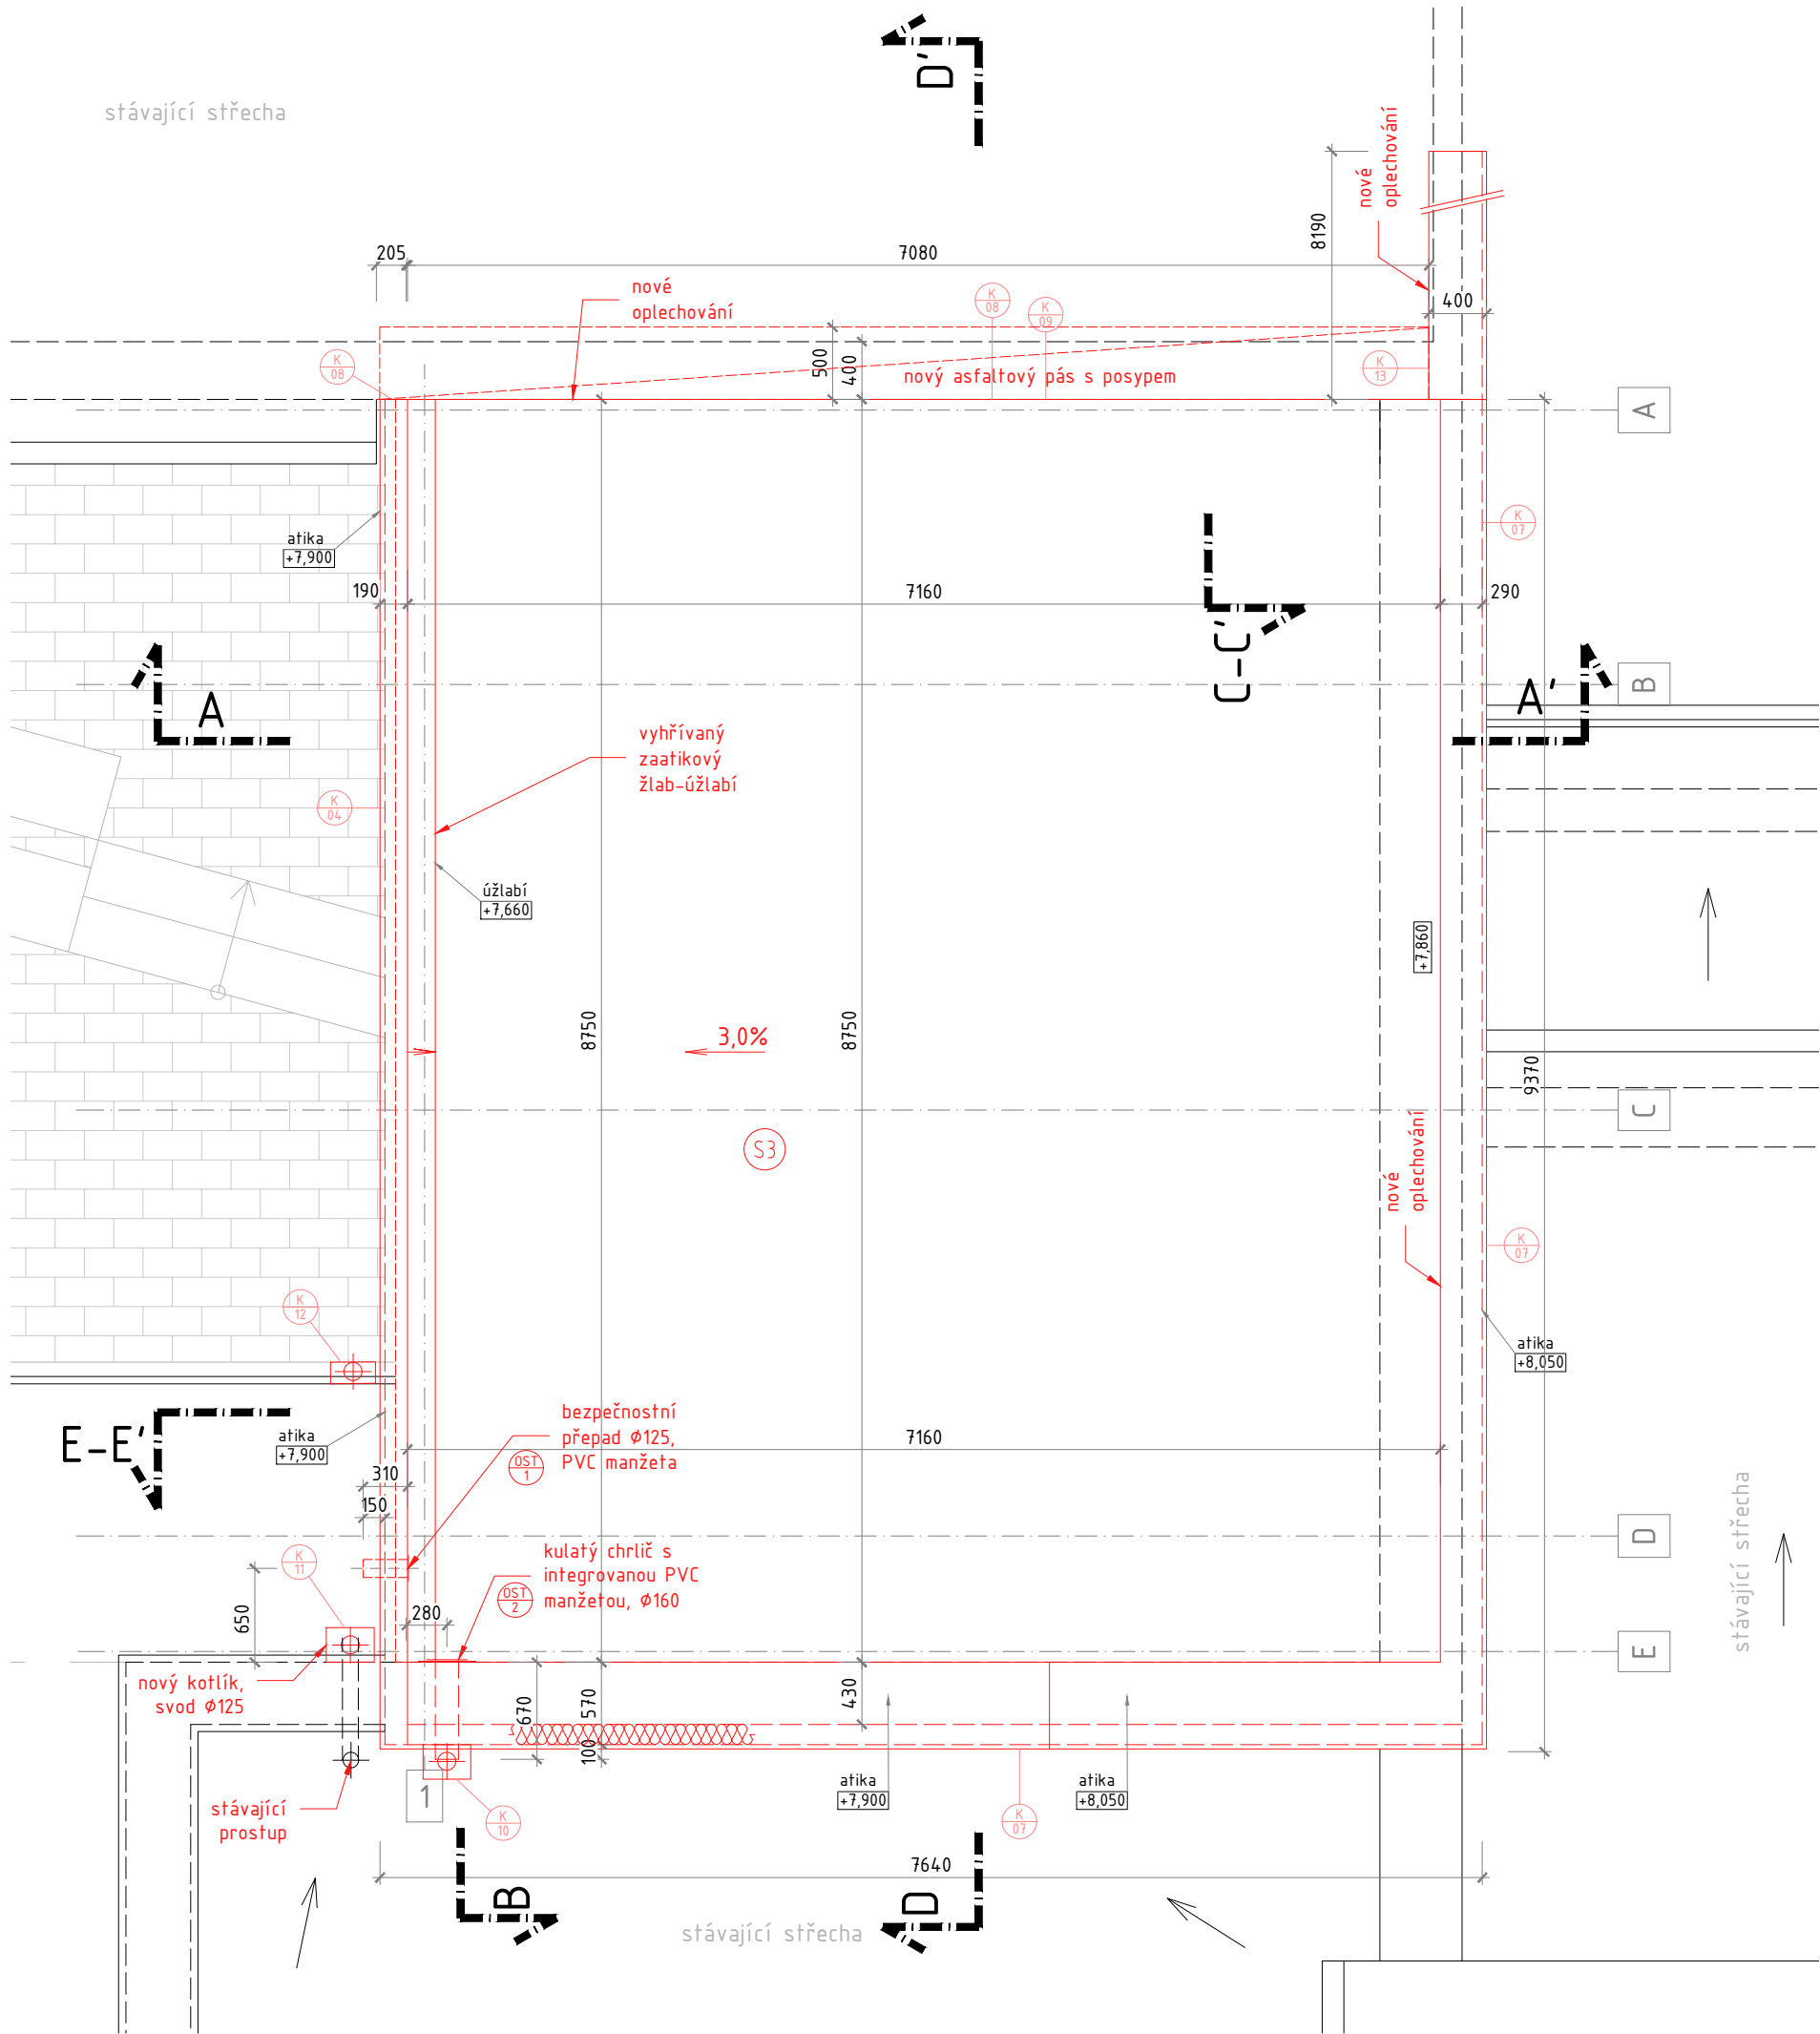 D'
stávající střecha
nové
oplechování
8190
205
7080
nové
oplechování
400
K
08
K
09
K
08
500
400
nový asfaltový pás s posypem
K
13
A
atika
+7,900
K
07
190
7160
290
C-C'
B
A
A'
vyhřívaný
zaatikový
žlab-úžlabí
K
04
úžlabí
+7,660
+7,860
8750
8750
3,0%
9370
C
S3
nové
oplechování
K
07
K
12
atika
+8,050
E-E'
atika
+7,900
bezpečnostní
přepad Ø125,
PVC manžeta
OST
1
7160
310
150
stávající střecha
D
K
11
kulatý chrlič s
integrovanou PVC
manžetou, Ø160
OST
2
650
280
E
nový kotlík,
svod Ø125
670
570
100
430
stávající
prostup
1
K
10
atika
+7,900
atika
+8,050
K
07
7640
B
D
stávající střecha